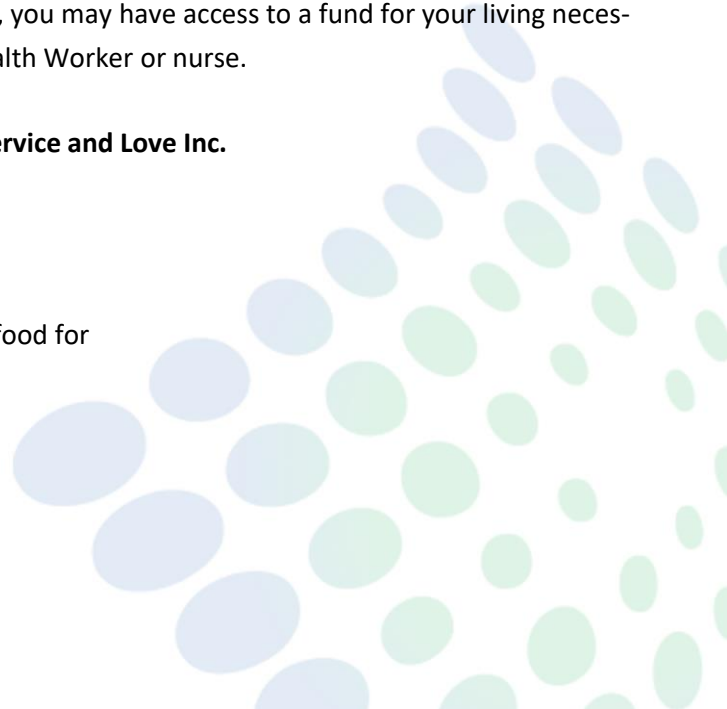 , you may have access to a fund for your living neces-
alth Worker or nurse.
ervice and Love Inc.
food for